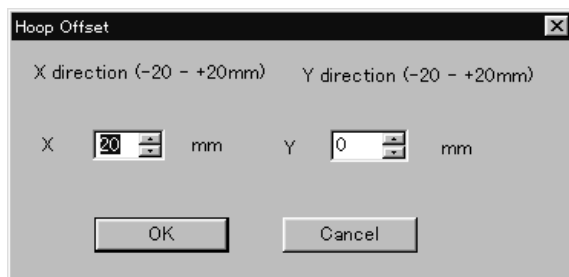 Hoop Offset
X direction (-20 - +20mm) Y direction (-20 - +20mm)
X 20 mm Y 0 mm
OK Cancel